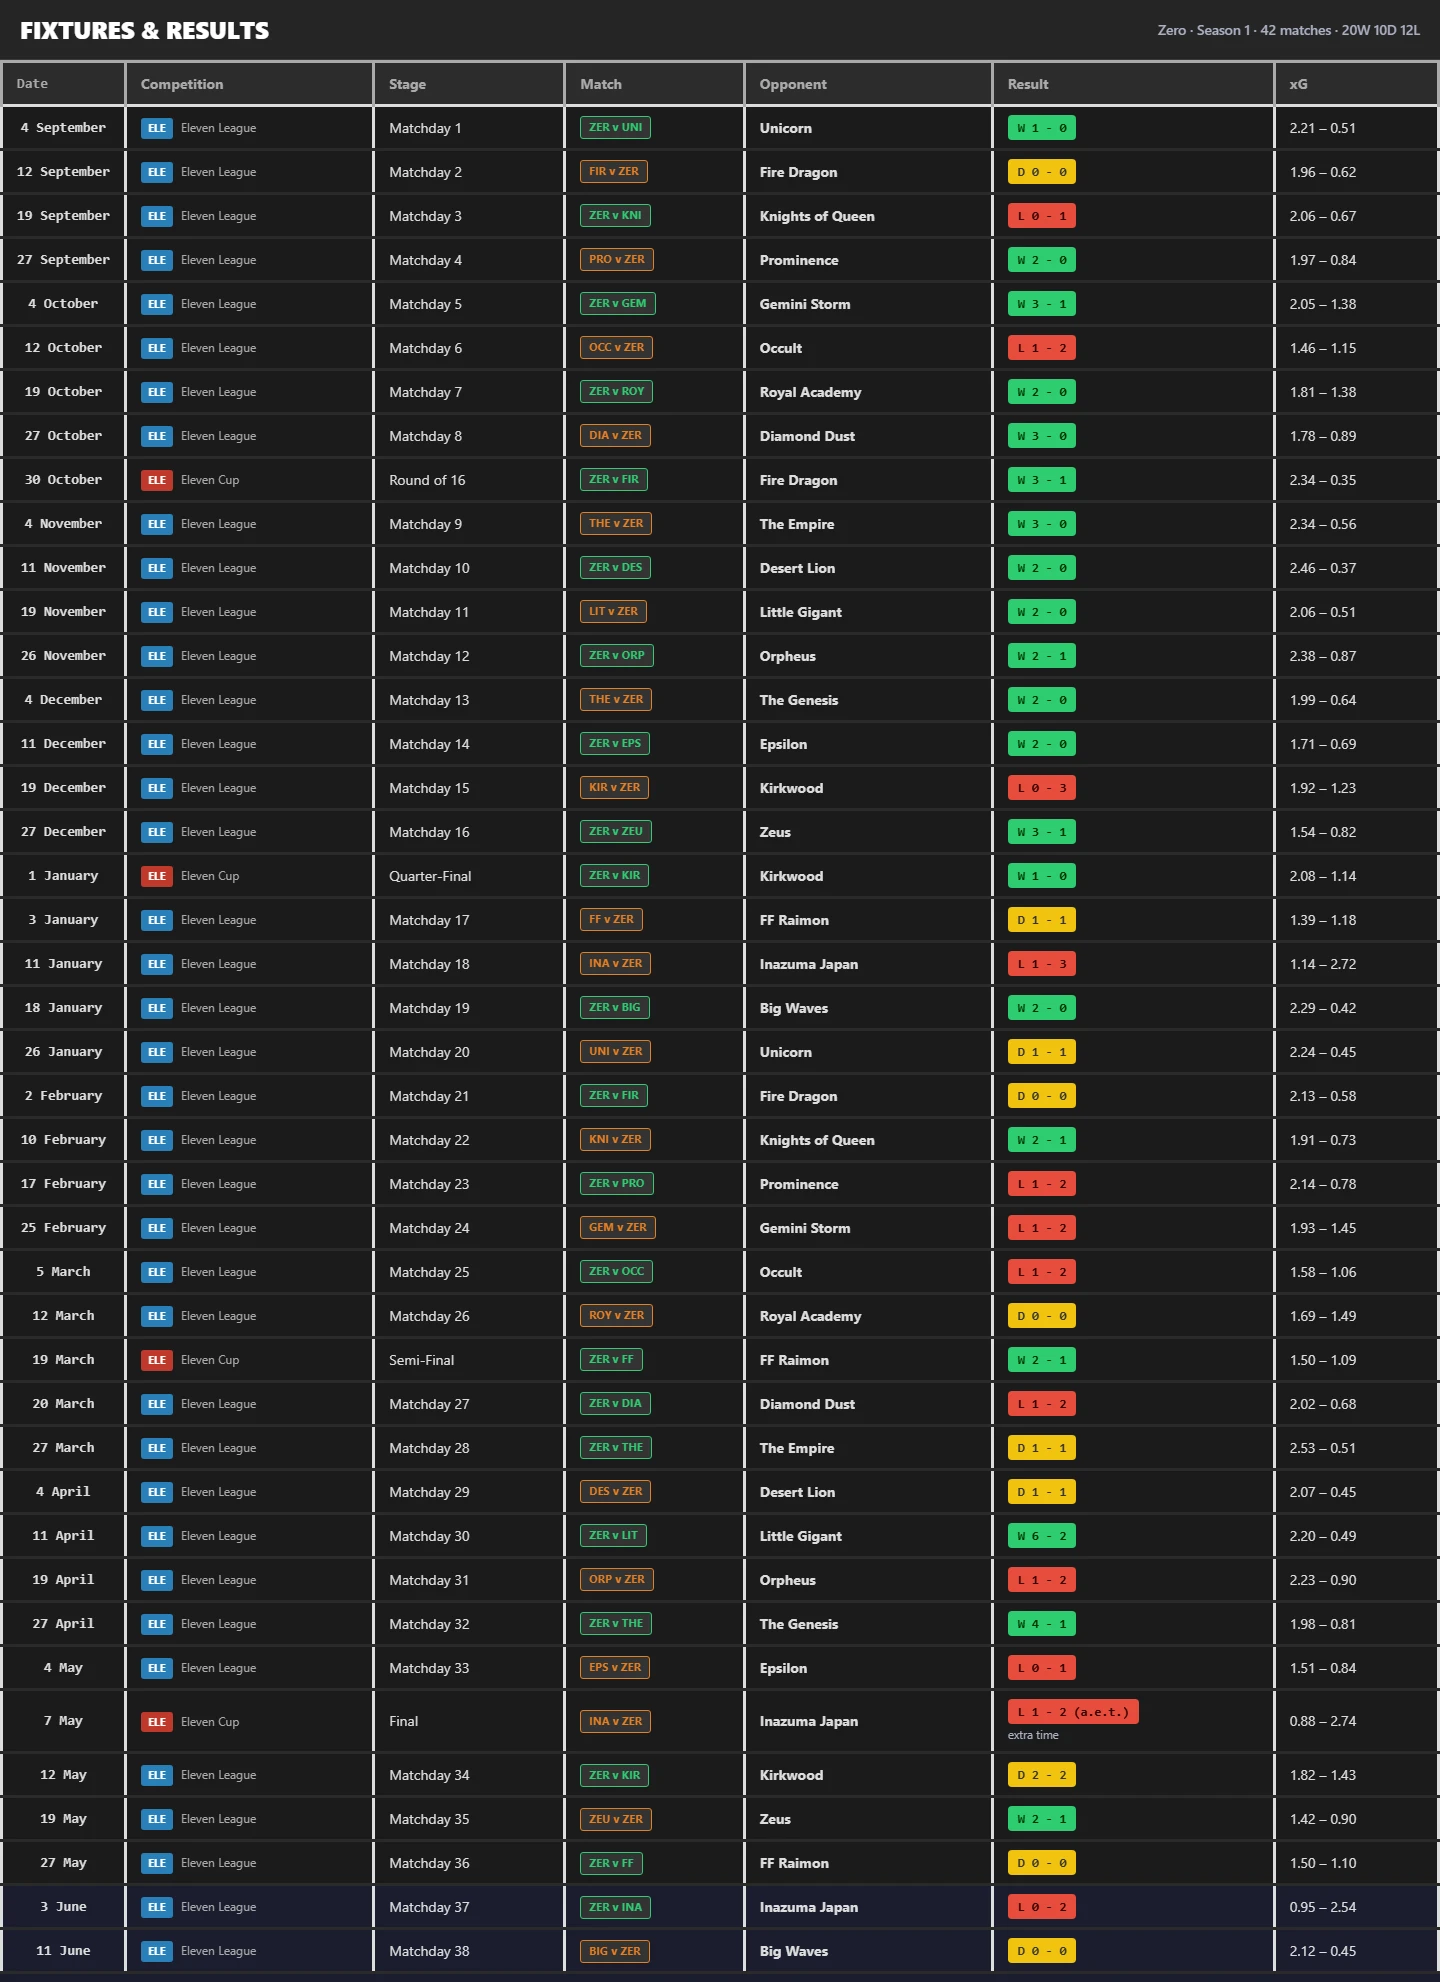 FIXTURES & RESULTS
Zero · Season 1 · 42 matches · 20W 10D 12L
Date Competition Stage Match Opponent Result xG
4 September ELE Eleven League Matchday 1 ZER v UNI Unicorn W 1 - 0 2.21 – 0.51
12 September ELE Eleven League Matchday 2 FIR v ZER Fire Dragon D 0 - 0 1.96 – 0.62
19 September ELE Eleven League Matchday 3 ZER v KNI Knights of Queen L 0 - 1 2.06 – 0.67
27 September ELE Eleven League Matchday 4 PRO v ZER Prominence W 2 - 0 1.97 – 0.84
4 October ELE Eleven League Matchday 5 ZER v GEM Gemini Storm W 3 - 1 2.05 – 1.38
12 October ELE Eleven League Matchday 6 OCC v ZER Occult L 1 - 2 1.46 – 1.15
19 October ELE Eleven League Matchday 7 ZER v ROY Royal Academy W 2 - 0 1.81 – 1.38
27 October ELE Eleven League Matchday 8 DIA v ZER Diamond Dust W 3 - 0 1.78 – 0.89
30 October ELE Eleven Cup Round of 16 ZER v FIR Fire Dragon W 3 - 1 2.34 – 0.35
4 November ELE Eleven League Matchday 9 THE v ZER The Empire W 3 - 0 2.34 – 0.56
11 November ELE Eleven League Matchday 10 ZER v DES Desert Lion W 2 - 0 2.46 – 0.37
19 November ELE Eleven League Matchday 11 LIT v ZER Little Gigant W 2 - 0 2.06 – 0.51
26 November ELE Eleven League Matchday 12 ZER v ORP Orpheus W 2 - 1 2.38 – 0.87
4 December ELE Eleven League Matchday 13 THE v ZER The Genesis W 2 - 0 1.99 – 0.64
11 December ELE Eleven League Matchday 14 ZER v EPS Epsilon W 2 - 0 1.71 – 0.69
19 December ELE Eleven League Matchday 15 KIR v ZER Kirkwood L 0 - 3 1.92 – 1.23
27 December ELE Eleven League Matchday 16 ZER v ZEU Zeus W 3 - 1 1.54 – 0.82
1 January ELE Eleven Cup Quarter-Final ZER v KIR Kirkwood W 1 - 0 2.08 – 1.14
3 January ELE Eleven League Matchday 17 FF v ZER FF Raimon D 1 - 1 1.39 – 1.18
11 January ELE Eleven League Matchday 18 INA v ZER Inazuma Japan L 1 - 3 1.14 – 2.72
18 January ELE Eleven League Matchday 19 ZER v BIG Big Waves W 2 - 0 2.29 – 0.42
26 January ELE Eleven League Matchday 20 UNI v ZER Unicorn D 1 - 1 2.24 – 0.45
2 February ELE Eleven League Matchday 21 ZER v FIR Fire Dragon D 0 - 0 2.13 – 0.58
10 February ELE Eleven League Matchday 22 KNI v ZER Knights of Queen W 2 - 1 1.91 – 0.73
17 February ELE Eleven League Matchday 23 ZER v PRO Prominence L 1 - 2 2.14 – 0.78
25 February ELE Eleven League Matchday 24 GEM v ZER Gemini Storm L 1 - 2 1.93 – 1.45
5 March ELE Eleven League Matchday 25 ZER v OCC Occult L 1 - 2 1.58 – 1.06
12 March ELE Eleven League Matchday 26 ROY v ZER Royal Academy D 0 - 0 1.69 – 1.49
19 March ELE Eleven Cup Semi-Final ZER v FF FF Raimon W 2 - 1 1.50 – 1.09
20 March ELE Eleven League Matchday 27 ZER v DIA Diamond Dust L 1 - 2 2.02 – 0.68
27 March ELE Eleven League Matchday 28 ZER v THE The Empire D 1 - 1 2.53 – 0.51
4 April ELE Eleven League Matchday 29 DES v ZER Desert Lion D 1 - 1 2.07 – 0.45
11 April ELE Eleven League Matchday 30 ZER v LIT Little Gigant W 6 - 2 2.20 – 0.49
19 April ELE Eleven League Matchday 31 ORP v ZER Orpheus L 1 - 2 2.23 – 0.90
27 April ELE Eleven League Matchday 32 ZER v THE The Genesis W 4 - 1 1.98 – 0.81
4 May ELE Eleven League Matchday 33 EPS v ZER Epsilon L 0 - 1 1.51 – 0.84
7 May ELE Eleven Cup Final INA v ZER Inazuma Japan L 1 - 2 (a.e.t.) 0.88 – 2.74
extra time
12 May ELE Eleven League Matchday 34 ZER v KIR Kirkwood D 2 - 2 1.82 – 1.43
19 May ELE Eleven League Matchday 35 ZEU v ZER Zeus W 2 - 1 1.42 – 0.90
27 May ELE Eleven League Matchday 36 ZER v FF FF Raimon D 0 - 0 1.50 – 1.10
3 June ELE Eleven League Matchday 37 ZER v INA Inazuma Japan L 0 - 2 0.95 – 2.54
11 June ELE Eleven League Matchday 38 BIG v ZER Big Waves D 0 - 0 2.12 – 0.45